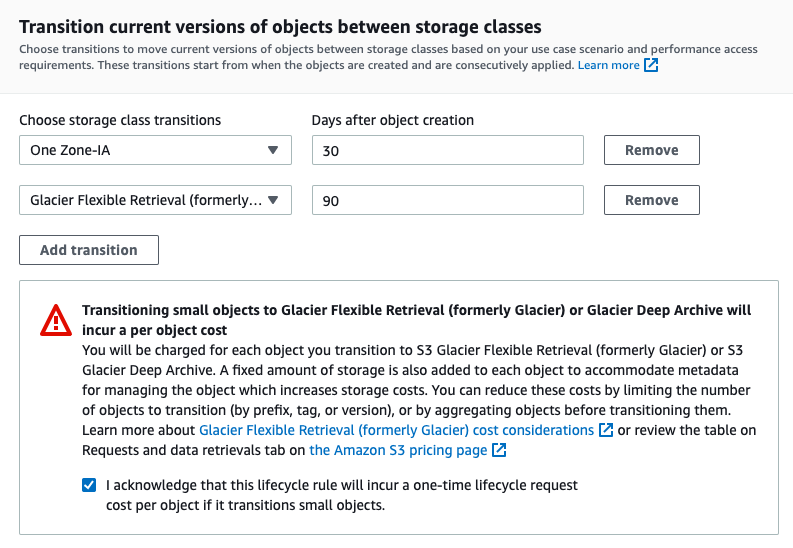 Transition current versions of objects between storage classes
Choose transitions to move current versions of objects between storage classes based on your use case scenario and performance access
requirements. These transitions start from when the objects are created and are consecutively applied. Learn more
Choose storage class transitions Days after object creation
One Zone-IA 30 Remove
Glacier Flexible Retrieval (formerly... 90 Remove
Add transition
Transitioning small objects to Glacier Flexible Retrieval (formerly Glacier) or Glacier Deep Archive will
incur a per object cost
You will be charged for each object you transition to S3 Glacier Flexible Retrieval (formerly Glacier) or S3
Glacier Deep Archive. A fixed amount of storage is also added to each object to accommodate metadata
for managing the object which increases storage costs. You can reduce these costs by limiting the number
of objects to transition (by prefix, tag, or version), or by aggregating objects before transitioning them.
Learn more about Glacier Flexible Retrieval (formerly Glacier) cost considerations or review the table on
Requests and data retrievals tab on the Amazon S3 pricing page
I acknowledge that this lifecycle rule will incur a one-time lifecycle request
cost per object if it transitions small objects.